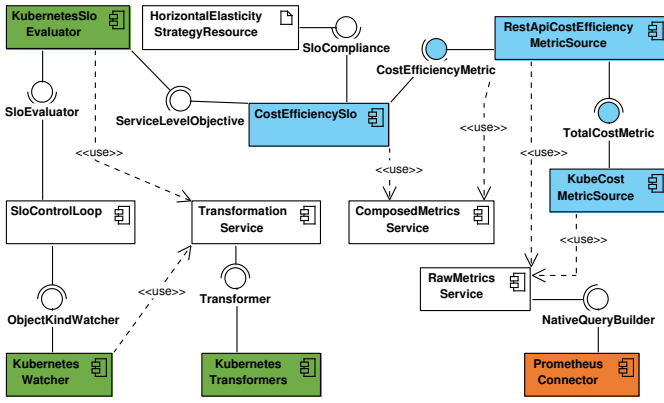 KubernetesSlo
Evaluator
HorizontalElasticity
StrategyResource
RestApiCostEfficiency
MetricSource
SloCompliance
CostEfficiencyMetric
SloEvaluator
ServiceLevelObjective
CostEfficiencySlo
TotalCostMetric
<<use>>
<<use>>
<<use>>
<<use>>
KubeCost
MetricSource
SloControlLoop
Transformation
Service
ComposedMetrics
Service
<<use>>
<<use>>
RawMetrics
Service
ObjectKindWatcher
Transformer
NativeQueryBuilder
Kubernetes
Watcher
Kubernetes
Transformers
Prometheus
Connector